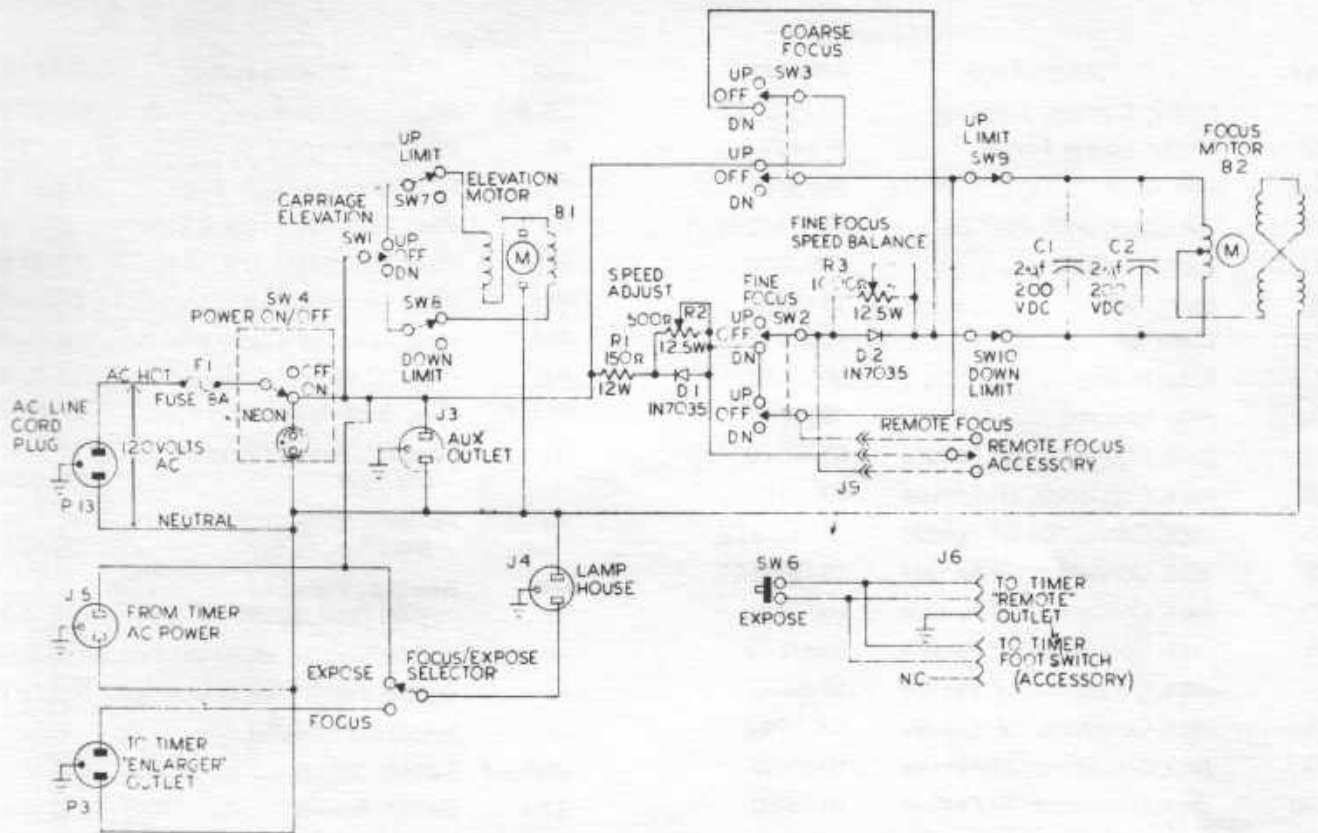 COARSE
FOCUS
UP
SW3
OFF
DN
UP
OFF
DN
UP
LIMIT
SW9
FOCUS
MOTOR
B2
UP
LIMIT
SW7
ELEVATION
MOTOR
B1
CARRIAGE
ELEVATION
SW1
UP
OFF
DN
M
FINE FOCUS
SPEED BALANCE
R3
12.5W
C1
2µf
200
VDC
C2
2µf
200
VDC
M
SW 4
POWER ON/OFF
DOWN
LIMIT
SPEED
ADJUST
R2
500Ω
12.5W
R1
150Ω
12W
D1
IN7035
FINE
FOCUS
UP
SW2
OFF
DN
D2
IN7035
SW10
DOWN
LIMIT
UP
OFF
DN
AC HOT
F1
FUSE 8A
OFF
ON
NEON
AC LINE
CORD
PLUG
120 VOLTS
AC
P13
NEUTRAL
J3
AUX
OUTLET
REMOTE FOCUS
REMOTE FOCUS
ACCESSORY
J9
J5
FROM TIMER
AC POWER
J4
LAMP
HOUSE
SW6
EXPOSE
J6
TO TIMER
"REMOTE"
OUTLET
TO TIMER
FOOT SWITCH
(ACCESSORY)
N.C.
EXPOSE
FOCUS/EXPOSE
SELECTOR
FOCUS
TO TIMER
"ENLARGER"
OUTLET
P3